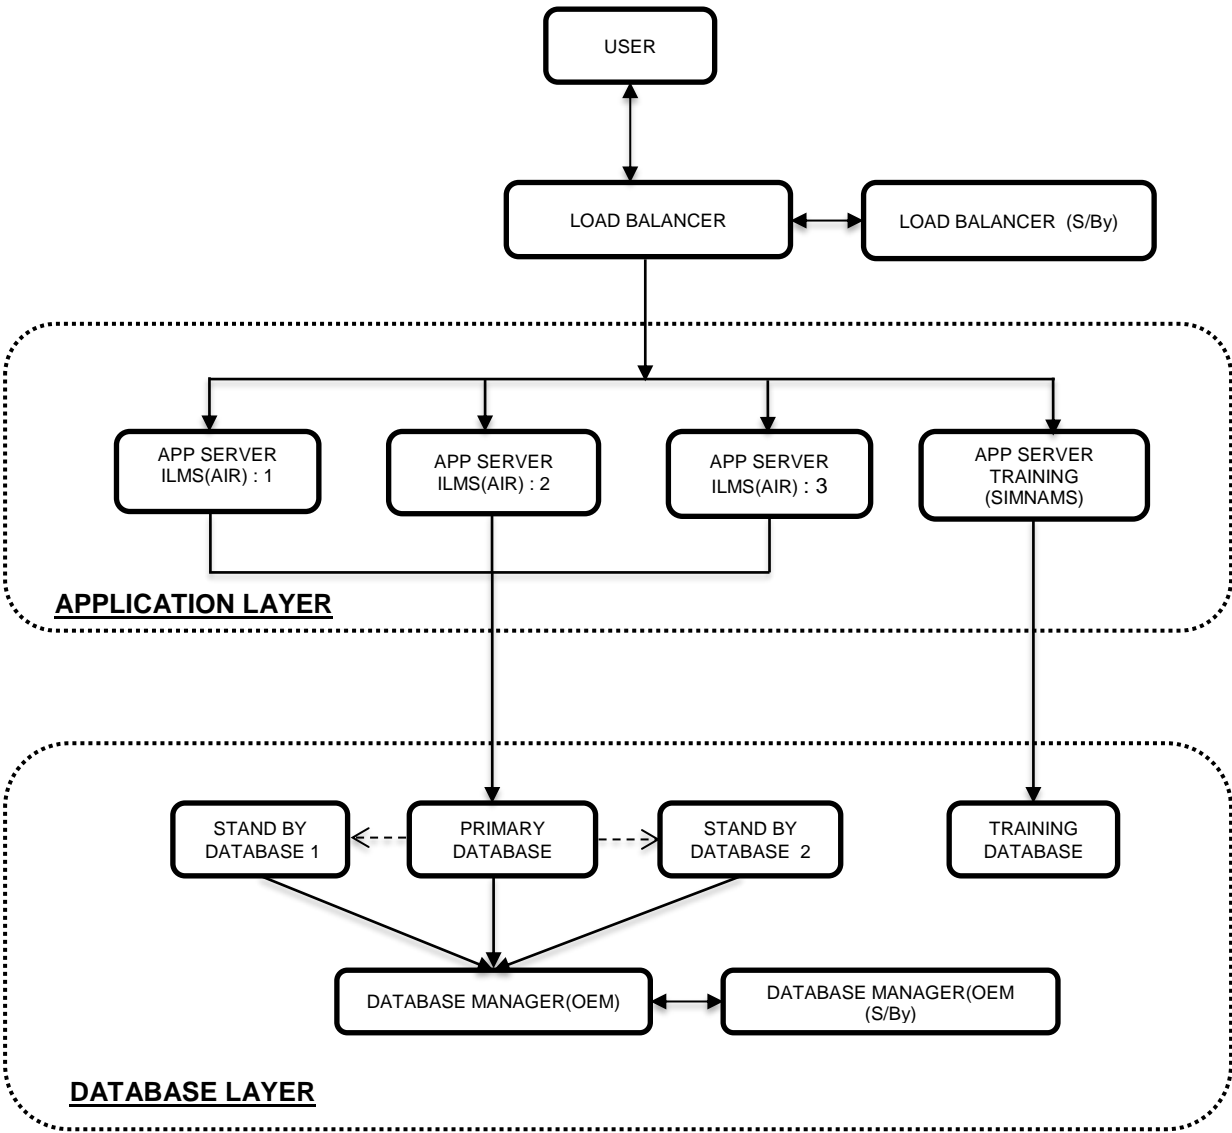 USER
LOAD BALANCER
LOAD BALANCER (S/By)
APP SERVER
ILMS(AIR) : 1
APP SERVER
ILMS(AIR) : 2
APP SERVER
ILMS(AIR) : 3
APP SERVER
TRAINING
(SIMNAMS)
APPLICATION LAYER
STAND BY
DATABASE 1
PRIMARY
DATABASE
STAND BY
DATABASE 2
TRAINING
DATABASE
DATABASE MANAGER(OEM)
DATABASE MANAGER(OEM
(S/By)
DATABASE LAYER